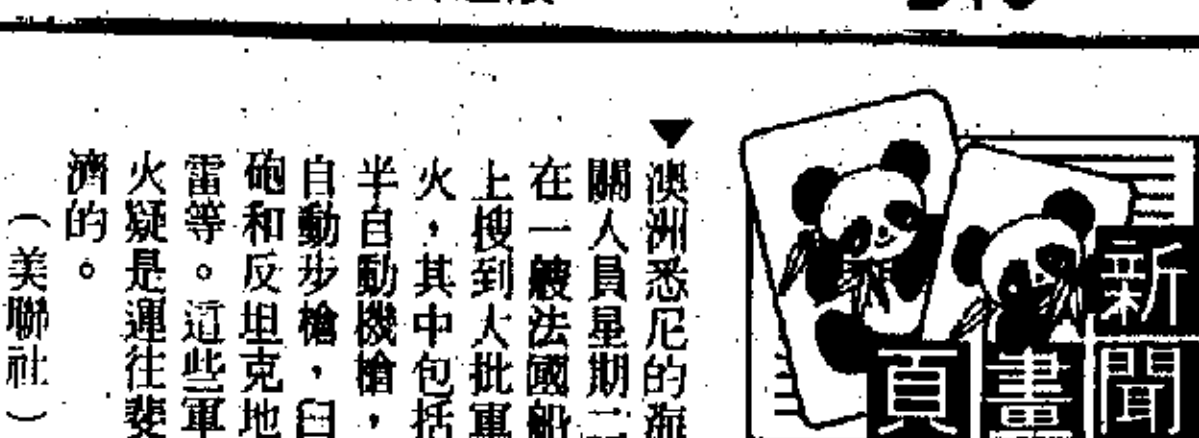 新聞
畫
頁
▼澳洲悉尼的海
關人員星期二
在一艘法國船
上搜到大批軍
火，其中包括
半自動機槍，
自動步槍，臼
砲和反坦克地
雷等。這些軍
火疑是運往斐
濟的。
（美聯社）